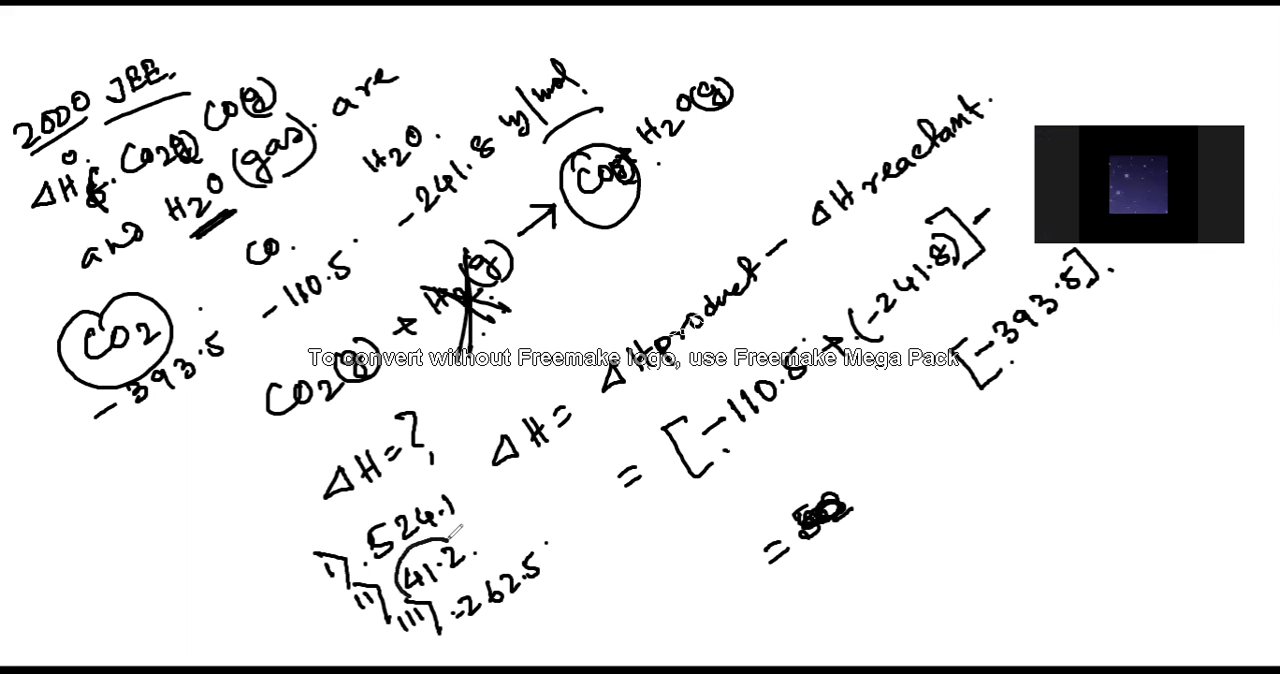 2000 JEE
ΔH°f. CO2(g) CO(g)
and H2O (gas). are
CO2 CO. H2O.
-393.5 -110.5 -241.8 kj/mol.
CO2(g) + H2(g) → CO(g) + H2O(g)
ΔH=?, ΔH = ΔHproduct - ΔHreactant.
= [-110.5 + (-241.8)] - [-393.5].
i) .524.1 =
ii) 41.2.
iii) -262.5
To convert without Freemake logo, use Freemake Mega Pack